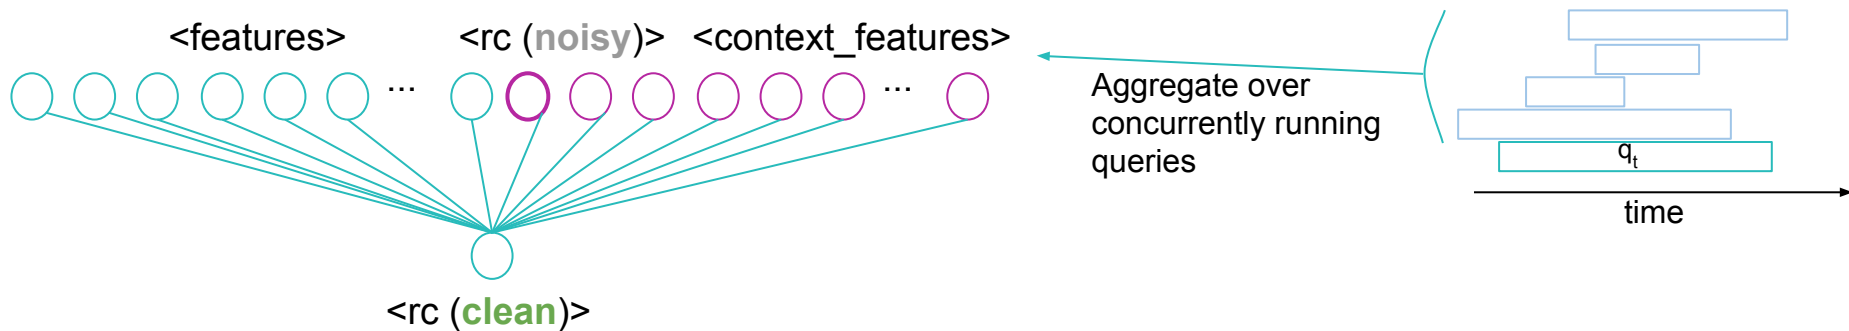 <features>
<rc (noisy)>
<context_features>
...
...
Aggregate over
concurrently running
queries
qt
time
<rc (clean)>